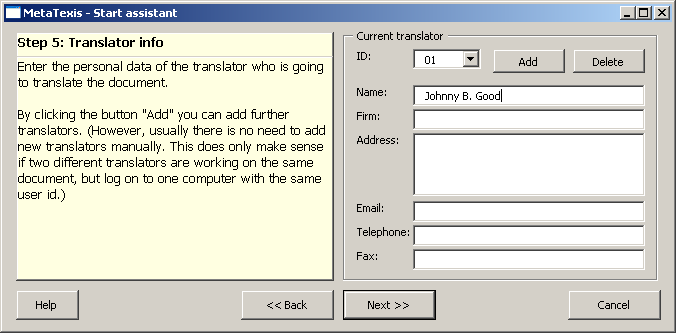 MetaTexis - Start assistant
Step 5: Translator info
Enter the personal data of the translator who is going
to translate the document.
By clicking the button "Add" you can add further
translators. (However, usually there is no need to add
new translators manually. This does only make sense
if two different translators are working on the same
document, but log on to one computer with the same
user id.)
Current translator
ID: 01 Add Delete
Name: Johnny B. Good
Firm:
Address:
Email:
Telephone:
Fax:
Help << Back Next >> Cancel